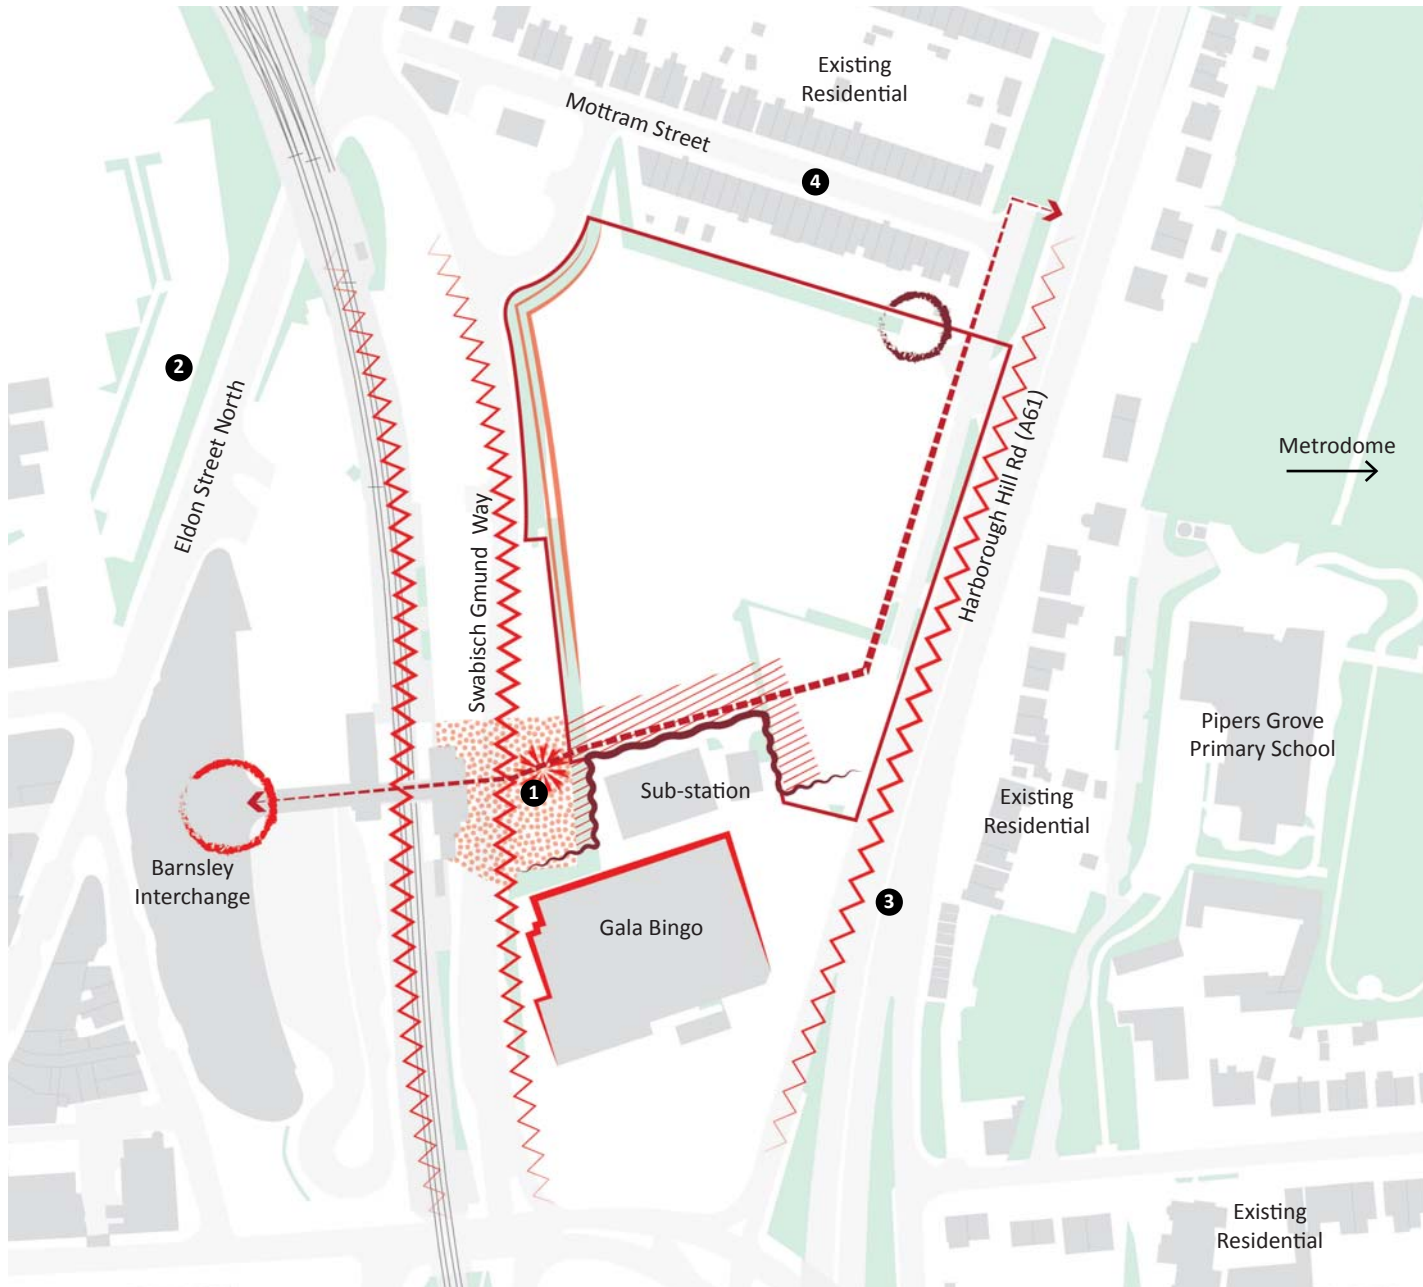 Existing
Residential
Mottram Street
4
2
Eldon Street North
Metrodome
Harborough Hill Rd (A61)
Swabisch Gmund Way
Pipers Grove
Primary School
Sub-station
1
Existing
Residential
Barnsley
Interchange
3
Gala Bingo
Existing
Residential